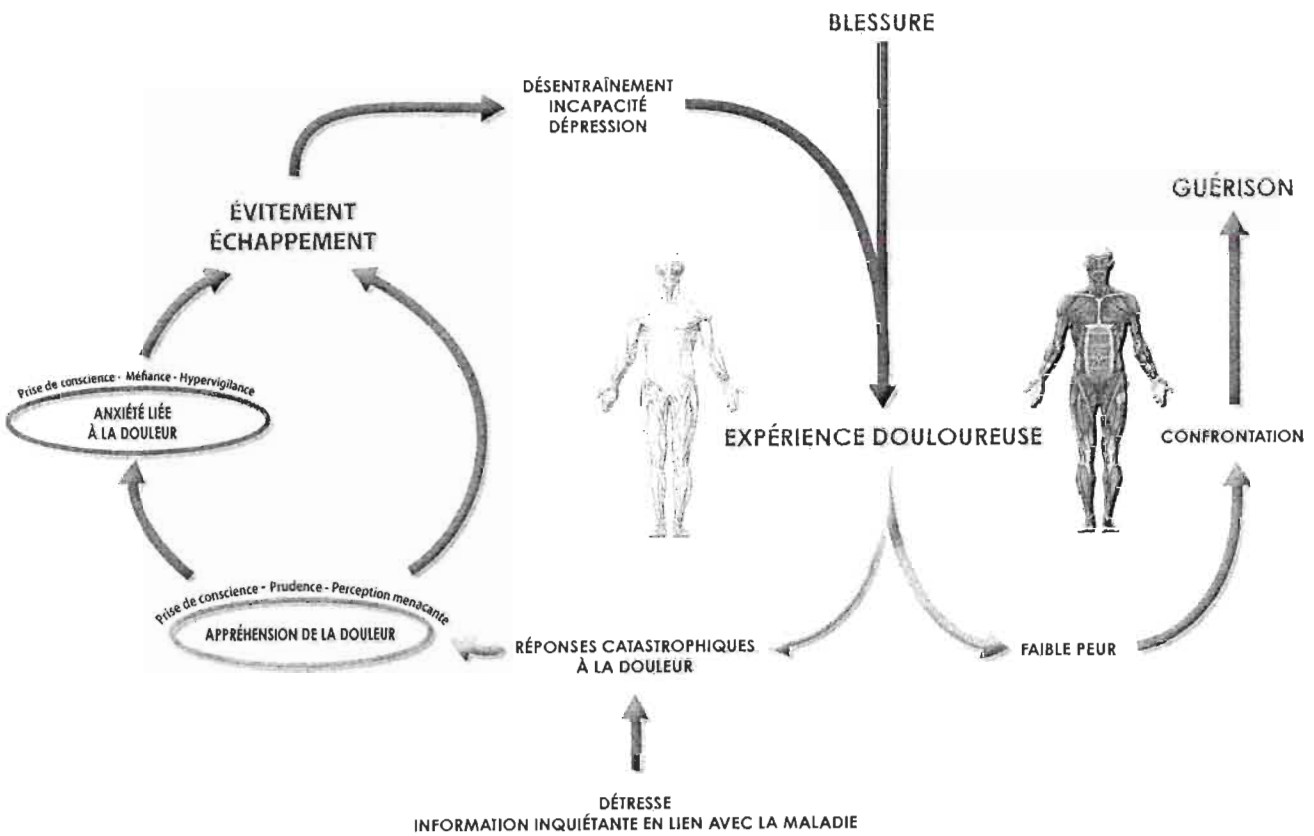 BLESSURE
DÉSENTRAÎNEMENT
INCAPACITÉ
DÉPRESSION
GUÉRISON
ÉVITEMENT
ÉCHAPPEMENT
Prise de conscience - Méfiance - Hypervigilance
ANXIÉTÉ LIÉE
À LA DOULEUR
EXPÉRIENCE DOULOUREUSE
CONFRONTATION
Prise de conscience - Prudence - Perception menaçante
APPRÉHENSION DE LA DOULEUR
RÉPONSES CATASTROPHIQUES
À LA DOULEUR
FAIBLE PEUR
DÉTRESSE
INFORMATION INQUIÉTANTE EN LIEN AVEC LA MALADIE